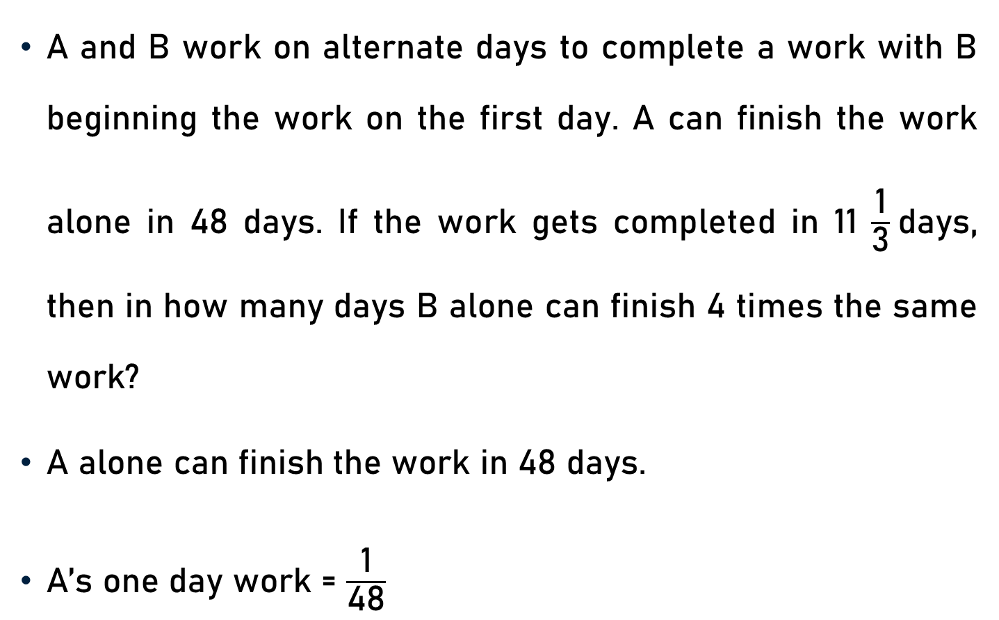 • A and B work on alternate days to complete a work with B
beginning the work on the first day. A can finish the work
alone in 48 days. If the work gets completed in 11 1/3 days,
then in how many days B alone can finish 4 times the same
work?
• A alone can finish the work in 48 days.
• A's one day work = 1/48